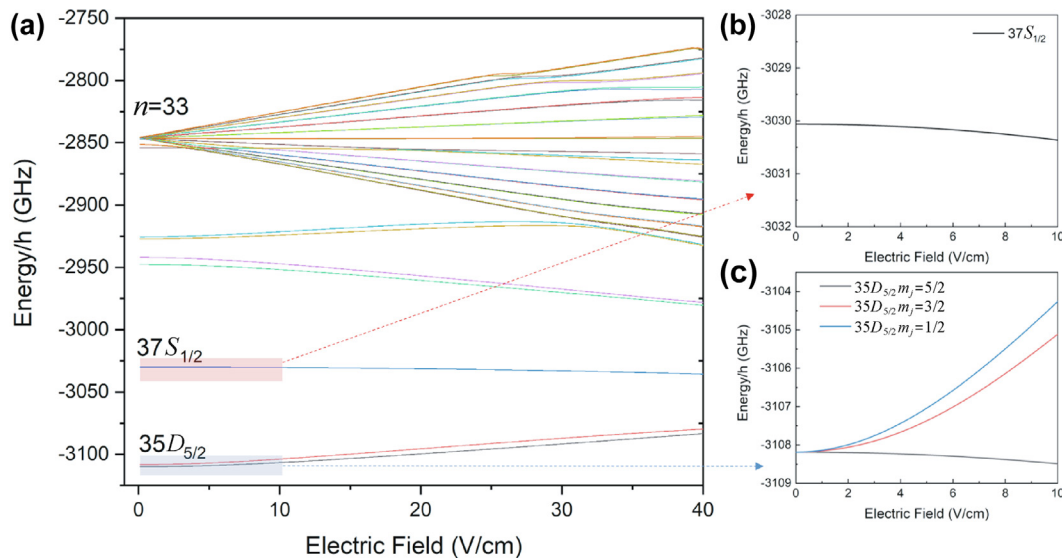 (a)
-2750
-2800
-2850
-2900
-2950
-3000
-3050
-3100
Energy/h (GHz)
n=33
37S1/2
35D5/2
0
10
20
30
40
Electric Field (V/cm)
(b)
-3028
-3029
-3030
-3031
-3032
Energy/h (GHz)
37S1/2
0
2
4
6
8
10
Electric Field (V/cm)
(c)
-3104
-3105
-3106
-3107
-3108
-3109
Energy/h (GHz)
35D5/2 mj=5/2
35D5/2 mj=3/2
35D5/2 mj=1/2
0
2
4
6
8
10
Electric Field (V/cm)